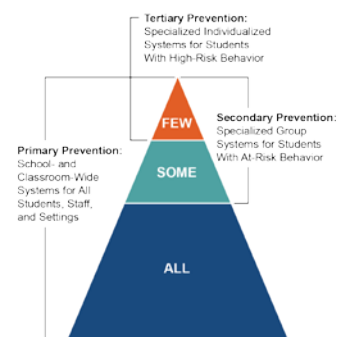 Tertiary Prevention:
Specialized Individualized
Systems for Students
With High-Risk Behavior
FEW
Secondary Prevention:
Specialized Group
Systems for Students
With At-Risk Behavior
Primary Prevention:
School- and
Classroom-Wide
Systems for All
Students, Staff,
and Settings
SOME
ALL